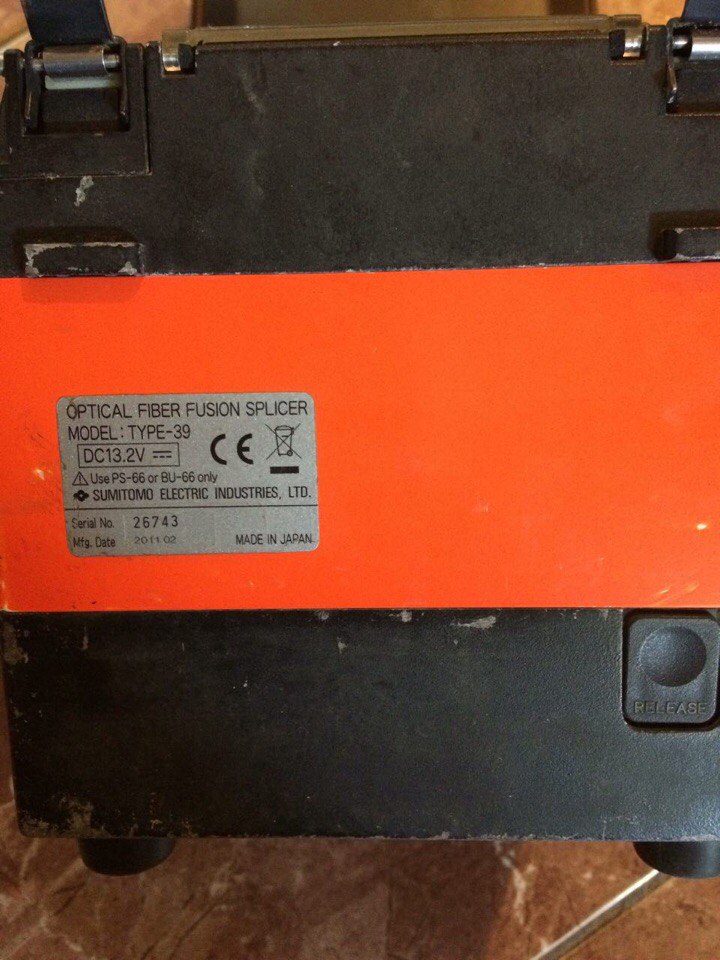 OPTICAL FIBER FUSION SPLICER
MODEL: TYPE-39
DC13.2V
Use PS-66 or BU-66 only
SUMITOMO ELECTRIC INDUSTRIES, LTD.
Serial No. 26743
Mfg. Date 2011.02 MADE IN JAPAN
CE
RELEASE